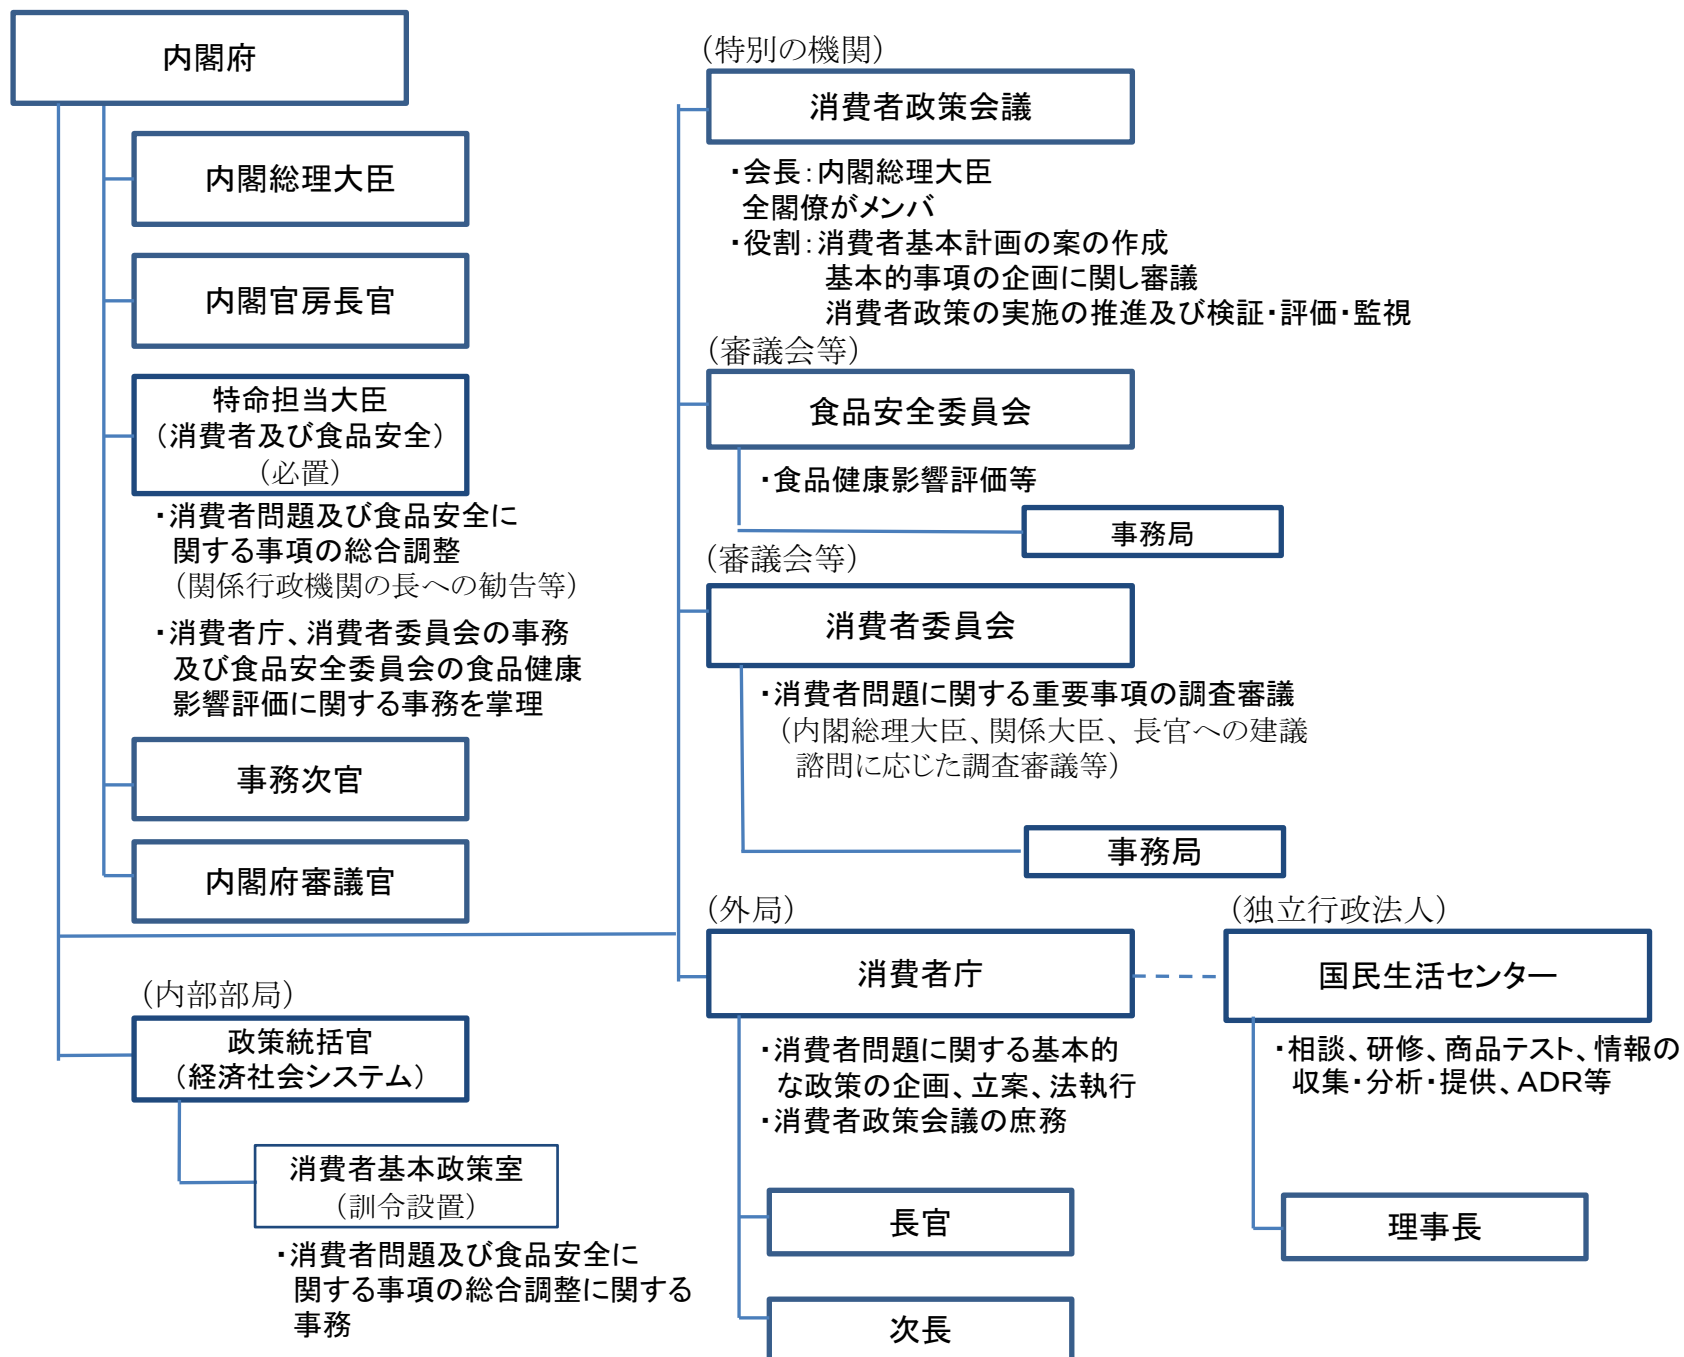 内閣府
内閣総理大臣
内閣官房長官
特命担当大臣
(消費者及び食品安全)
(必置)
・消費者問題及び食品安全に
関する事項の総合調整
(関係行政機関の長への勧告等)
・消費者庁、消費者委員会の事務
及び食品安全委員会の食品健康
影響評価に関する事務を掌理
事務次官
内閣府審議官
(内部部局)
政策統括官
(経済社会システム)
消費者基本政策室
(訓令設置)
・消費者問題及び食品安全に
関する事項の総合調整に関する
事務
(特別の機関)
消費者政策会議
・会長:内閣総理大臣
全閣僚がメンバ
・役割:消費者基本計画の案の作成
基本的事項の企画に関し審議
消費者政策の実施の推進及び検証・評価・監視
(審議会等)
食品安全委員会
・食品健康影響評価等
事務局
(審議会等)
消費者委員会
・消費者問題に関する重要事項の調査審議
(内閣総理大臣、関係大臣、長官への建議
諮問に応じた調査審議等)
事務局
(外局)
消費者庁
・消費者問題に関する基本的
な政策の企画、立案、法執行
・消費者政策会議の庶務
長官
次長
(独立行政法人)
国民生活センター
・相談、研修、商品テスト、情報の
収集・分析・提供、ADR等
理事長